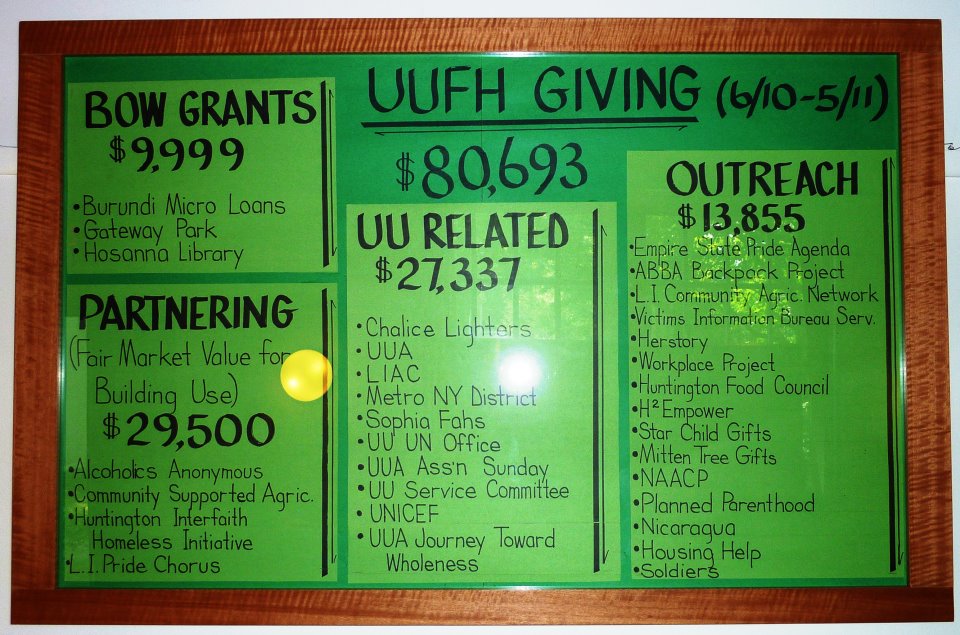 UUFH GIVING (6/10-5/11)
$80,693
BOW GRANTS
$9,999
•Burundi Micro Loans
•Gateway Park
•Hosanna Library
PARTNERING
(Fair Market Value for
Building Use)
$29,500
•Alcoholics Anonymous
•Community Supported Agric.
•Huntington Interfaith
Homeless Initiative
•L.I. Pride Chorus
UU RELATED
$27,337
•Chalice Lighters
•UUA
•LIAC
•Metro NY District
•Sophia Fahs
•UU UN Office
•UUA Ass'n Sunday
•UU Service Committee
•UNICEF
•UUA Journey Toward
Wholeness
OUTREACH
$13,855
•Empire State Pride Agenda
•ABBA Backpack Project
•L.I. Community Agric. Network
•Victims Information Bureau Serv.
•Herstory
•Workplace Project
•Huntington Food Council
•H²Empower
•Star Child Gifts
•Mitten Tree Gifts
•NAACP
•Planned Parenthood
•Nicaragua
•Housing Help
•Soldiers